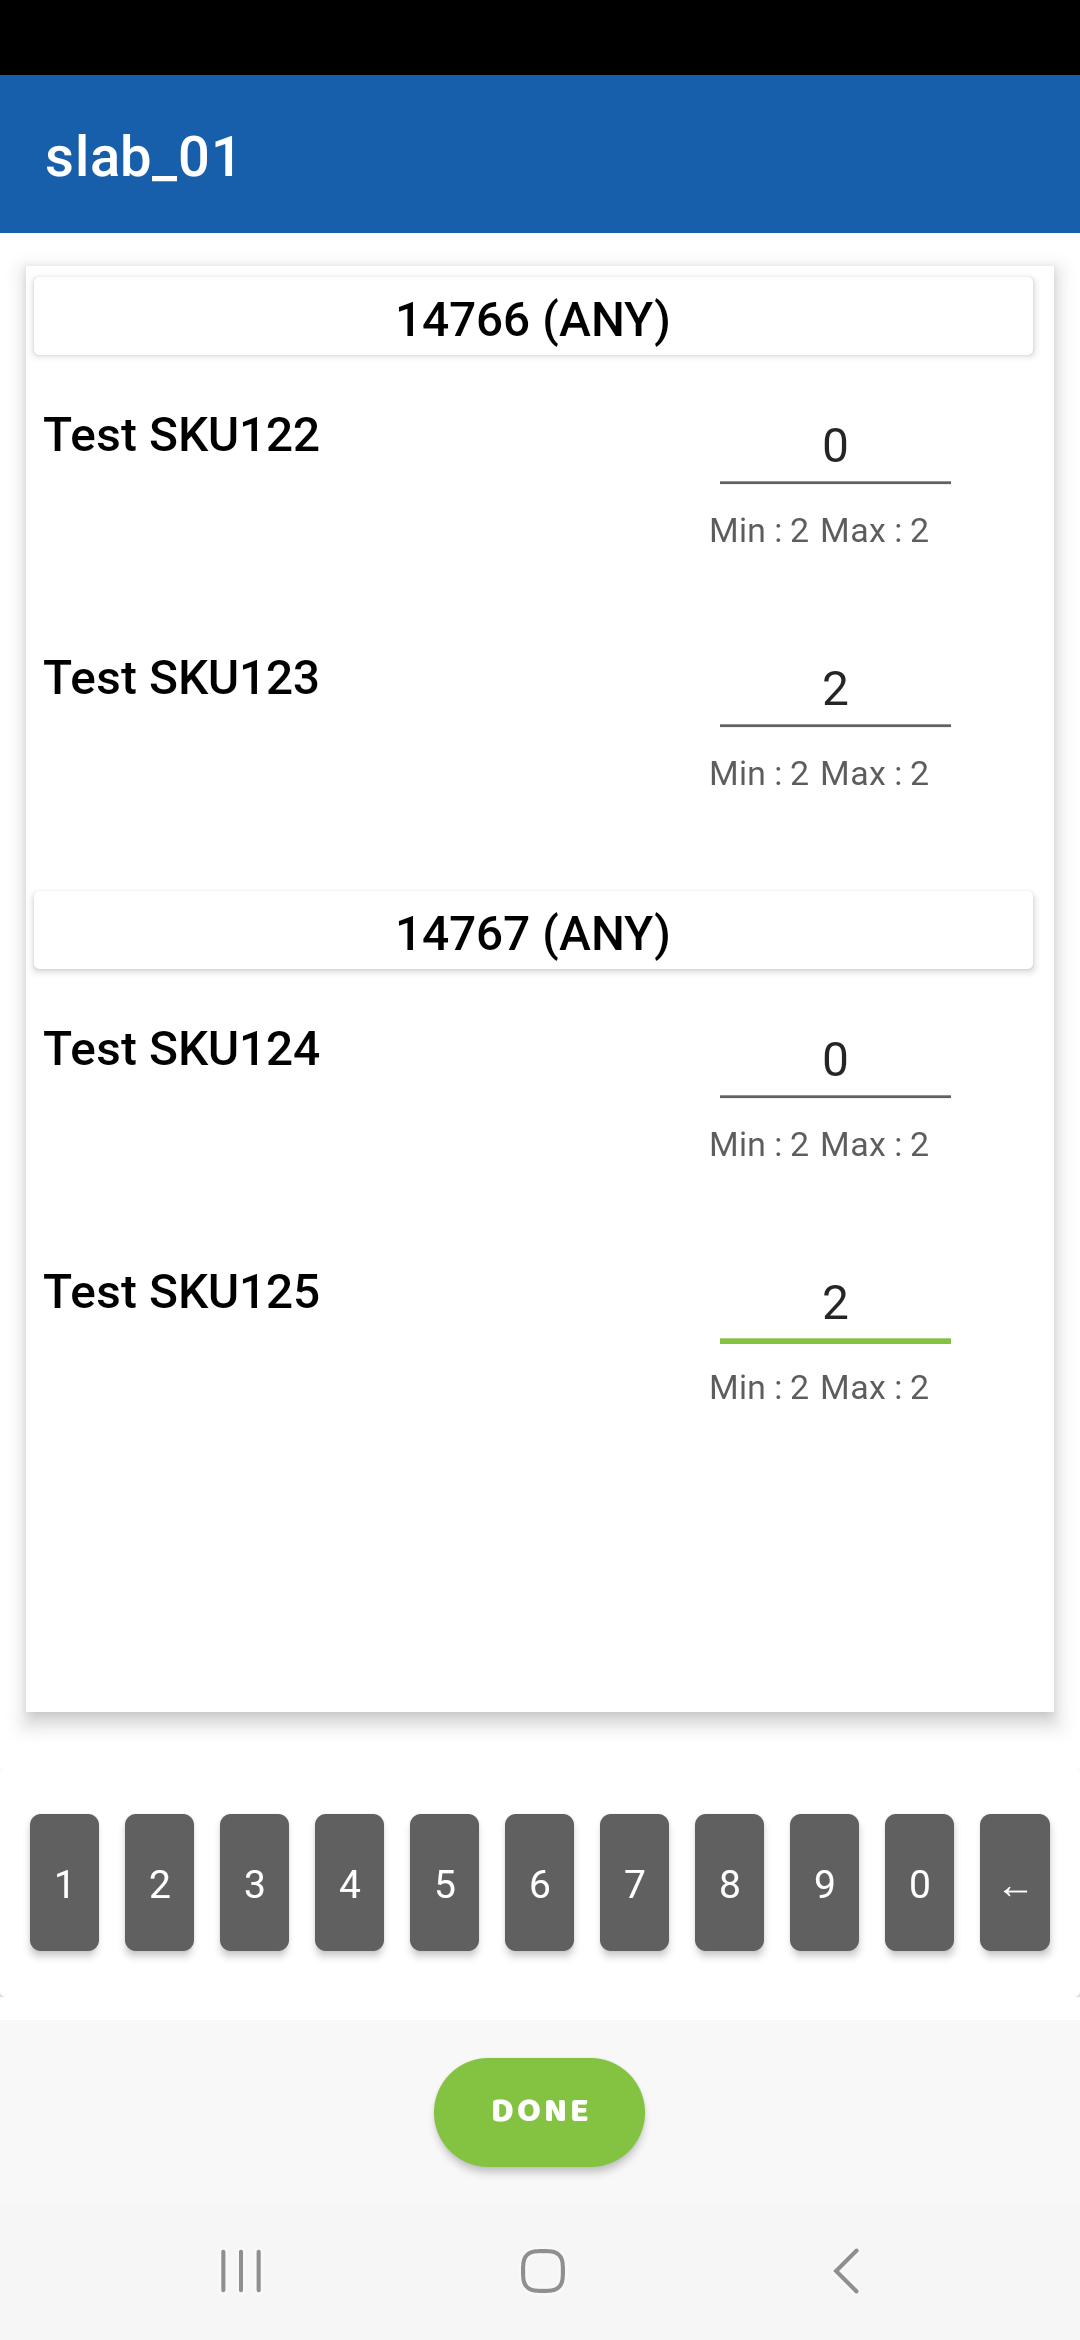 slab_01
14766 (ANY)
Test SKU122
0
Min : 2 Max : 2
Test SKU123
2
Min : 2 Max : 2
14767 (ANY)
Test SKU124
0
Min : 2 Max : 2
Test SKU125
2
Min : 2 Max : 2
1 2 3 4 5 6 7 8 9 0 ←
DONE